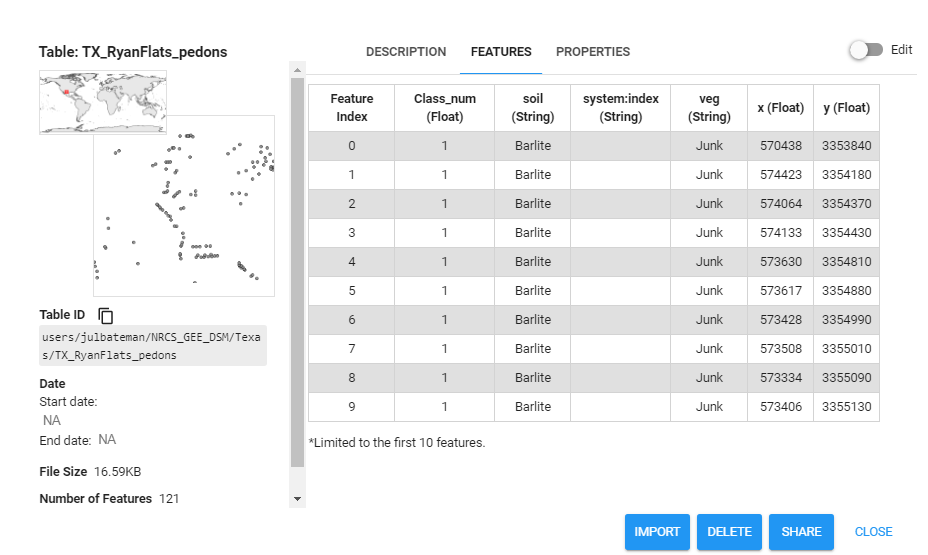 Table: TX_RyanFlats_pedons
Table ID
users/julbateman/NRCS_GEE_DSM/Texa
s/TX_RyanFlats_pedons
Date
Start date:
NA
End date: NA
File Size 16.59KB
Number of Features 121
DESCRIPTION FEATURES PROPERTIES
Edit
Feature Index Class_num (Float) soil (String) system:index (String) veg (String) x (Float) y (Float)
0 1 Barlite Junk 570438 3353840
1 1 Barlite Junk 574423 3354180
2 1 Barlite Junk 574064 3354370
3 1 Barlite Junk 574133 3354430
4 1 Barlite Junk 573630 3354810
5 1 Barlite Junk 573617 3354880
6 1 Barlite Junk 573428 3354990
7 1 Barlite Junk 573508 3355010
8 1 Barlite Junk 573334 3355090
9 1 Barlite Junk 573406 3355130
*Limited to the first 10 features.
IMPORT DELETE SHARE CLOSE